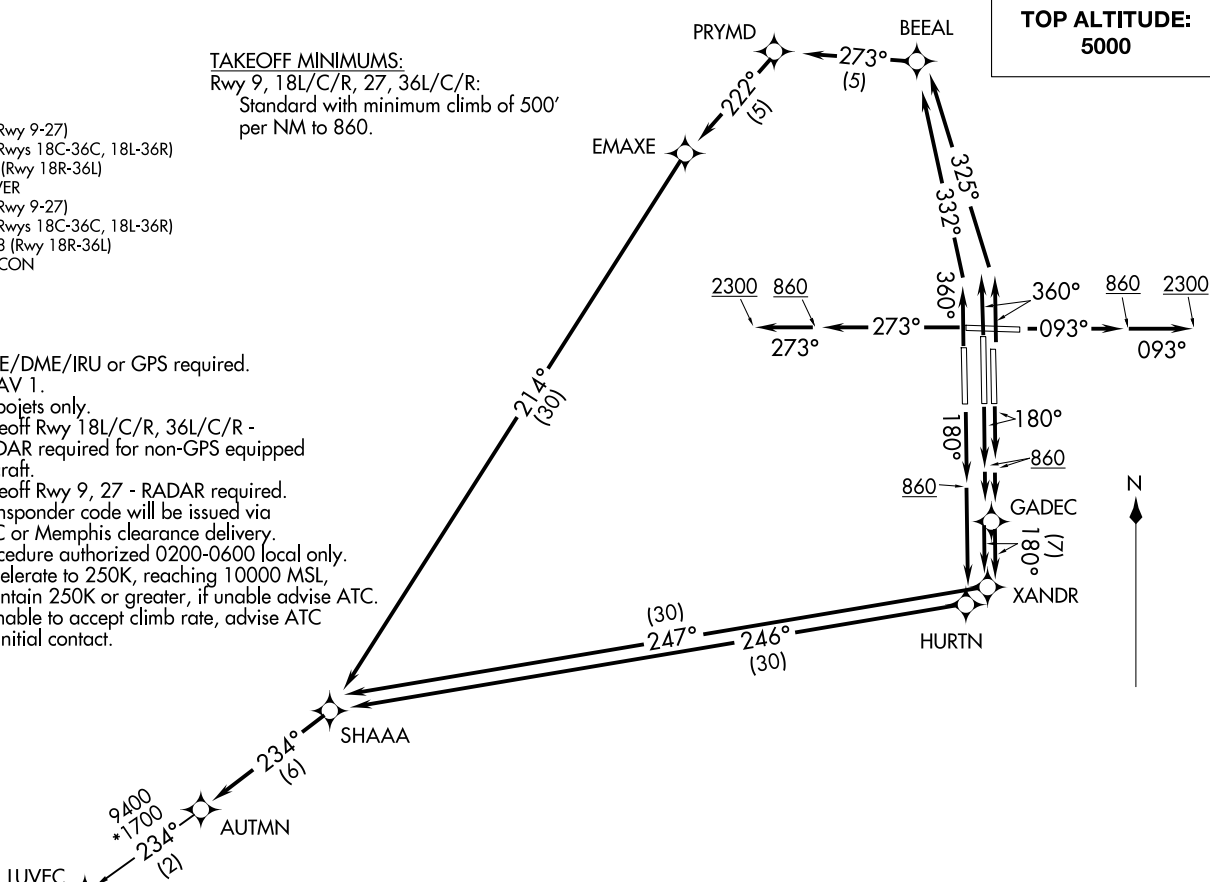 TOP ALTITUDE:
5000
PRYMD
BEEAL
273°
(5)
222°
(5)
EMAXE
TAKEOFF MINIMUMS:
Rwy 9, 18L/C/R, 27, 36L/C/R:
Standard with minimum climb of 500'
per NM to 860.
Rwy 9-27)
Rwys 18C-36C, 18L-36R)
(Rwy 18R-36L)
VER
Rwy 9-27)
Rwys 18C-36C, 18L-36R)
3 (Rwy 18R-36L)
CON
325°
332°
360°
360°
2300
860
273°
273°
093°
860
2300
093°
214°
(30)
E/DME/IRU or GPS required.
AV 1.
bojets only.
eoff Rwy 18L/C/R, 36L/C/R -
DAR required for non-GPS equipped
raft.
eoff Rwy 9, 27 - RADAR required.
nsponder code will be issued via
C or Memphis clearance delivery.
cedure authorized 0200-0600 local only.
elerate to 250K, reaching 10000 MSL,
ntain 250K or greater, if unable advise ATC.
nable to accept climb rate, advise ATC
nitial contact.
180°
180°
860
860
GADEC
(7)
180°
N
XANDR
HURTN
(30)
247°
246°
(30)
SHAAA
234°
(6)
AUTMN
9400
*1700
234°
(2)
LUVEC